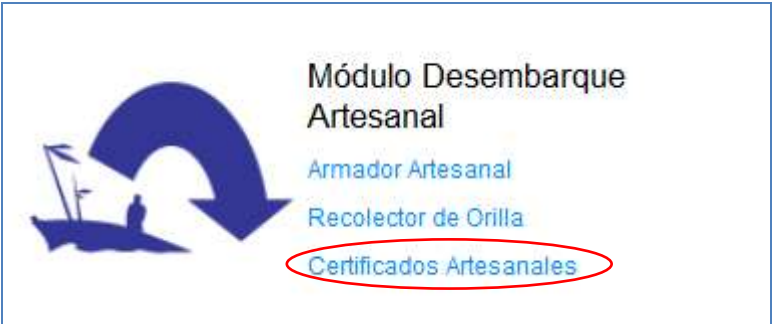 Módulo Desembarque
Artesanal
Armador Artesanal
Recolector de Orilla
Certificados Artesanales